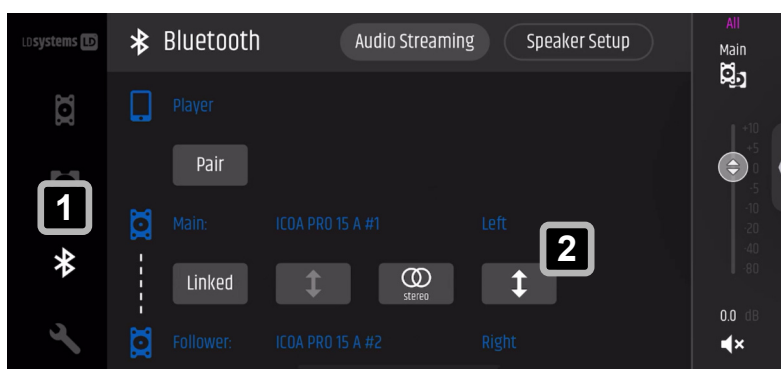 LDsystems LD
Bluetooth
Audio Streaming
Speaker Setup
All
Main
Player
Pair
1
Main:
ICOA PRO 15 A #1
Left
2
Linked
stereo
Follower:
ICOA PRO 15 A #2
Right
+10
+5
0
-5
-10
-20
-40
-80
0.0 dB